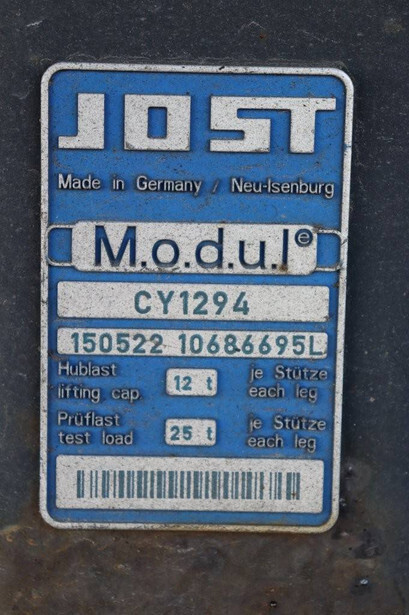 JOST
Made in Germany / Neu-Isenburg
M.o.d.u.l®
CY1294
150522 10686695L
Hublast 12 t je Stütze
lifting cap. each leg
Prüflast 25 t je Stütze
test load each leg